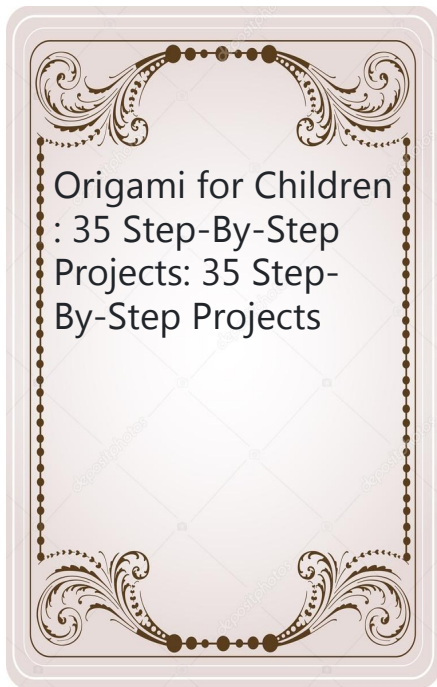 Origami for Children
: 35 Step-By-Step
Projects: 35 Step-
By-Step Projects